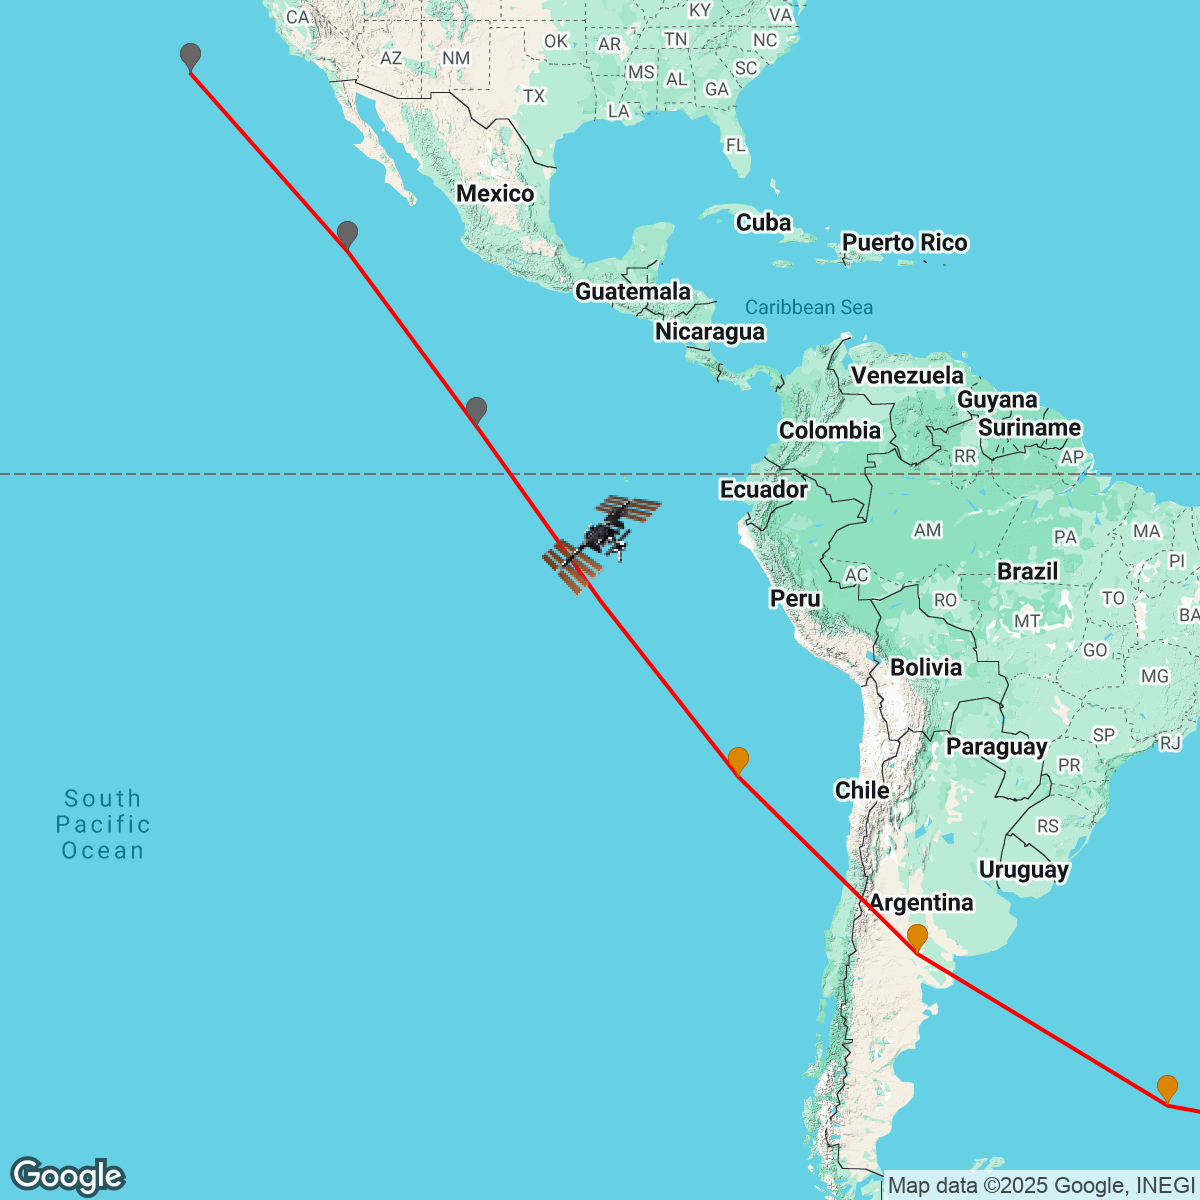 CA
KY
VA
OK
AR
TN
NC
AZ
NM
MS
AL
SC
GA
TX
LA
FL
Mexico
Cuba
Puerto Rico
Guatemala
Caribbean Sea
Nicaragua
Venezuela
Guyana
Colombia
Suriname
RR
AP
Ecuador
AM
PA
MA
PI
AC
Brazil
Peru
RO
TO
MT
BA
GO
Bolivia
MG
SP
RJ
Paraguay
PR
Chile
South
Pacific
Ocean
RS
Uruguay
Argentina
Google
Map data ©2025 Google, INEGI